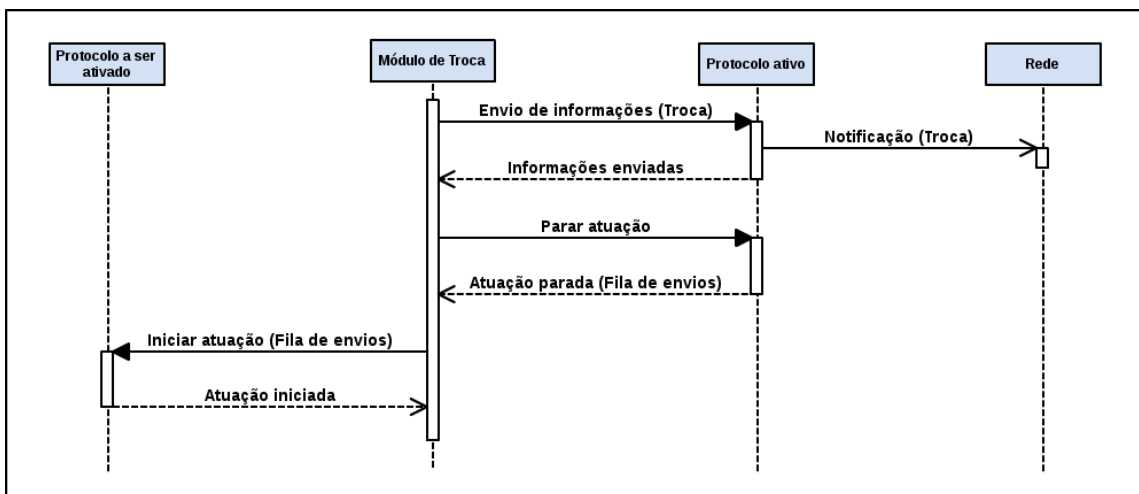 Protocolo a ser
ativado
Módulo de Troca
Protocolo ativo
Rede
Envio de informações (Troca)
Notificação (Troca)
Informações enviadas
Parar atuação
Atuação parada (Fila de envios)
Iniciar atuação (Fila de envios)
Atuação iniciada